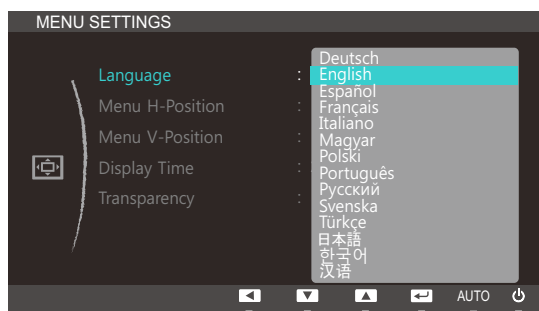 MENU SETTINGS
Language :
Menu H-Position :
Menu V-Position :
Display Time :
Transparency :
Deutsch
English
Español
Français
Italiano
Magyar
Polski
Português
Русский
Svenska
Türkçe
日本語
한국어
汉语
AUTO